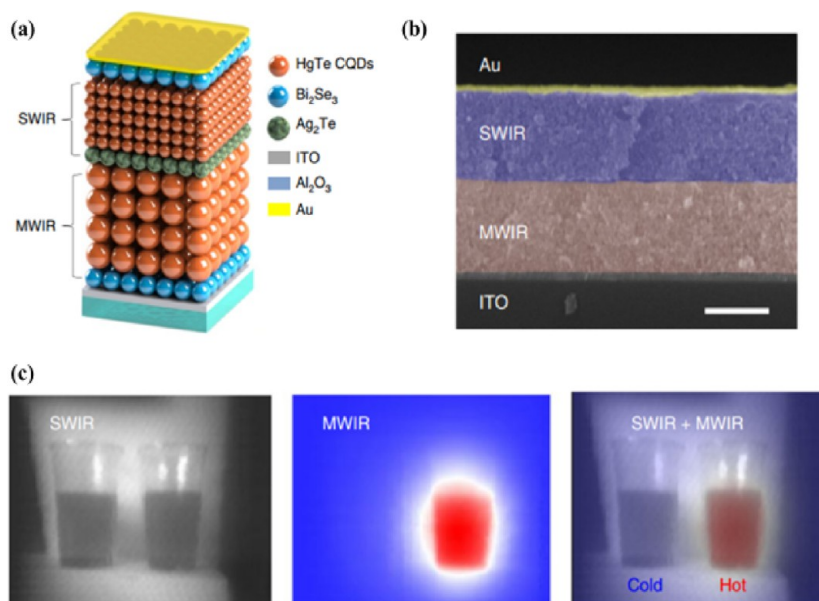 (a)
SWIR
MWIR
HgTe CQDs
Bi₂Se₃
Ag₂Te
ITO
Al₂O₃
Au
(b)
Au
SWIR
MWIR
ITO
(c)
SWIR
MWIR
SWIR + MWIR
Cold
Hot